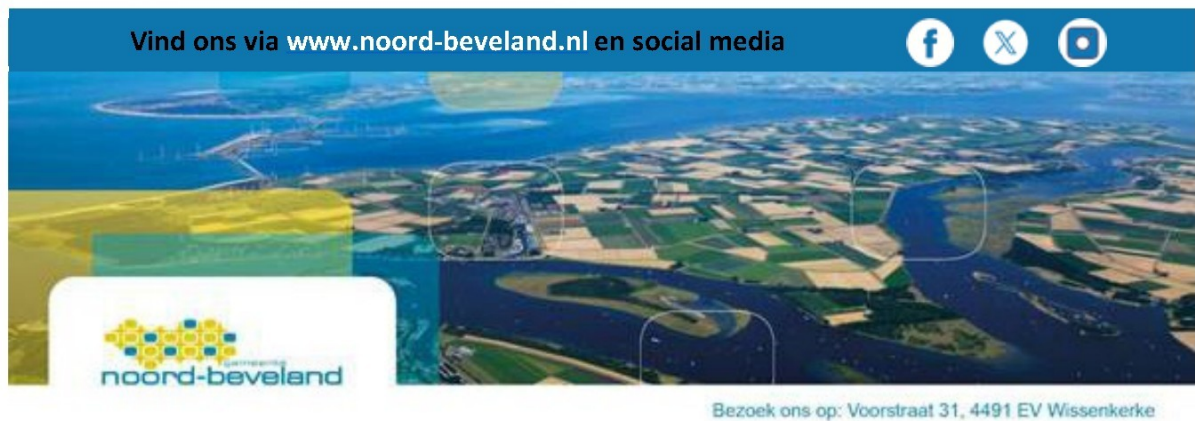 Vind ons via www.noord-beveland.nl en social media
gemeente
noord-beveland
Bezoek ons op: Voorstraat 31, 4491 EV Wissenkerke